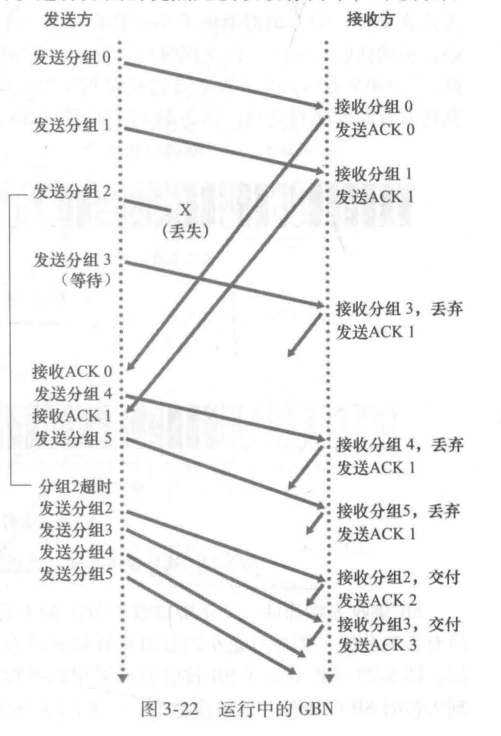 发送方
接收方
发送分组 0
接收分组 0
发送ACK 0
发送分组 1
接收分组 1
发送ACK 1
发送分组 2
X
(丢失)
发送分组 3
（等待）
接收分组 3，丢弃
发送ACK 1
接收ACK 0
发送分组 4
接收ACK 1
发送分组 5
接收分组 4，丢弃
发送ACK 1
分组2超时
发送分组2
发送分组3
发送分组4
发送分组5
接收分组5，丢弃
发送ACK 1
接收分组2，交付
发送ACK 2
接收分组3，交付
发送ACK 3
图 3-22 运行中的 GBN